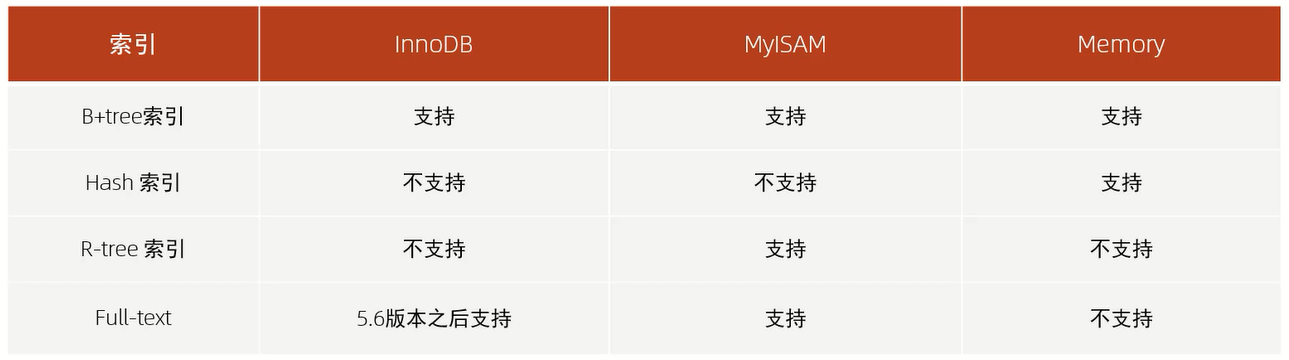 索引 InnoDB MyISAM Memory
B+tree索引 支持 支持 支持
Hash 索引 不支持 不支持 支持
R-tree 索引 不支持 支持 不支持
Full-text 5.6版本之后支持 支持 不支持